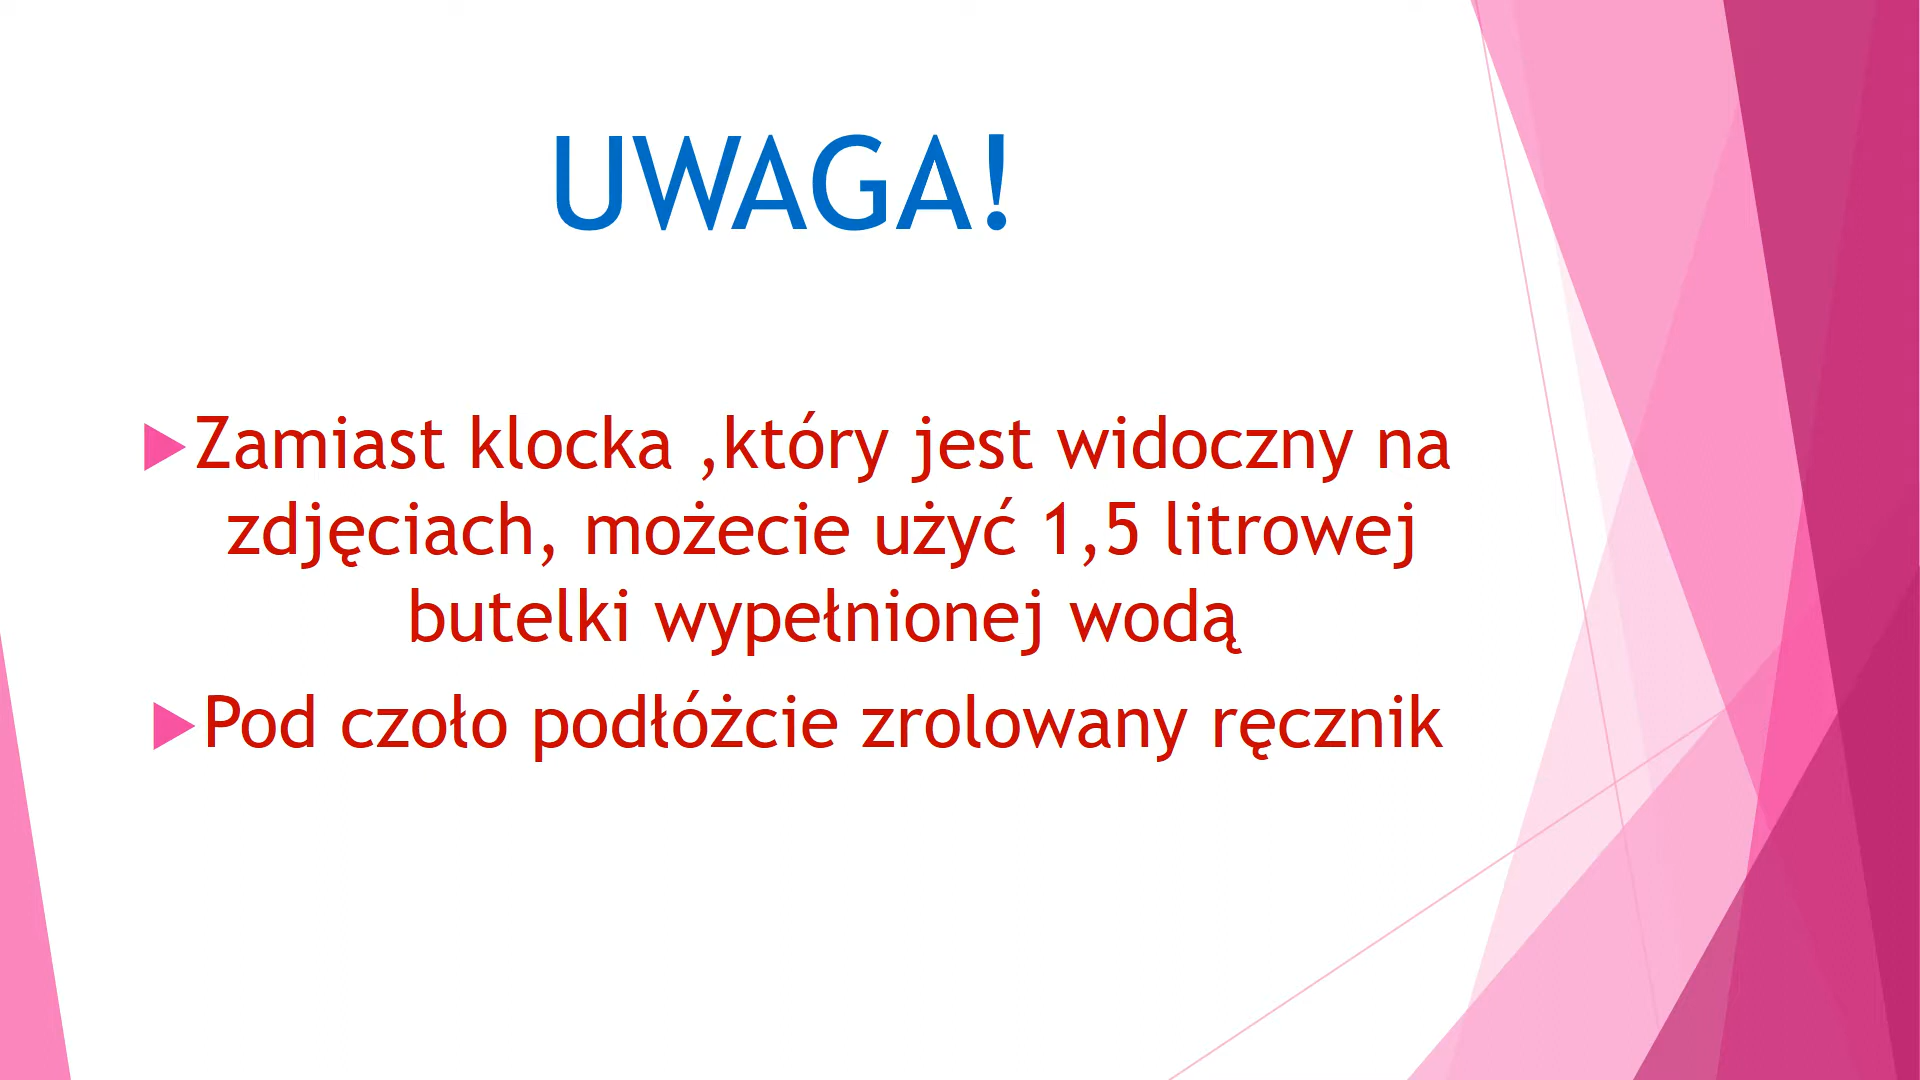 UWAGA!
Zamiast klocka ,który jest widoczny na
zdjęciach, możecie użyć 1,5 litrowej
butelki wypełnionej wodą
Pod czoło podłóżcie zrolowany ręcznik